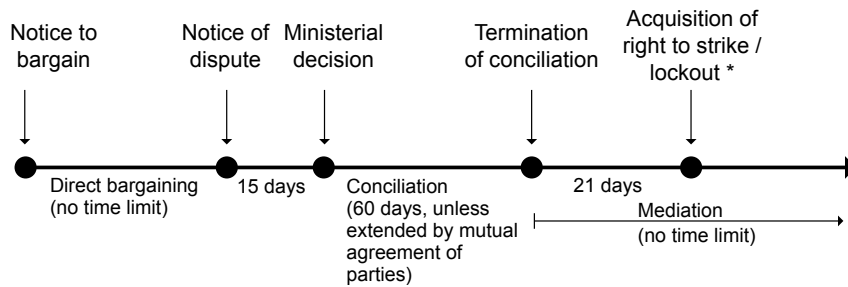 Notice to
bargain
Notice of
dispute
Ministerial
decision
Termination
of conciliation
Acquisition of
right to strike /
lockout *
Direct bargaining
(no time limit)
15 days
Conciliation
(60 days, unless
extended by mutual
agreement of
parties)
21 days
Mediation
(no time limit)